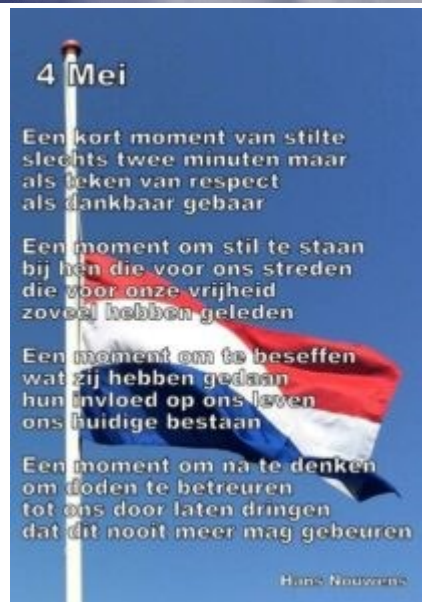 4 Mei
Een kort moment van stilte
slechts twee minuten maar
als teken van respect
als dankbaar gebaar
Een moment om stil te staan
bij hen die voor ons streden
die voor onze vrijheid
zoveel hebben geleden
Een moment om te beseffen
wat zij hebben gedaan
hun invloed op ons leven
ons huidige bestaan
Een moment om na te denken
om doden te betreuren
tot ons door laten dringen
dat dit nooit meer mag gebeuren
Hans Nouwens